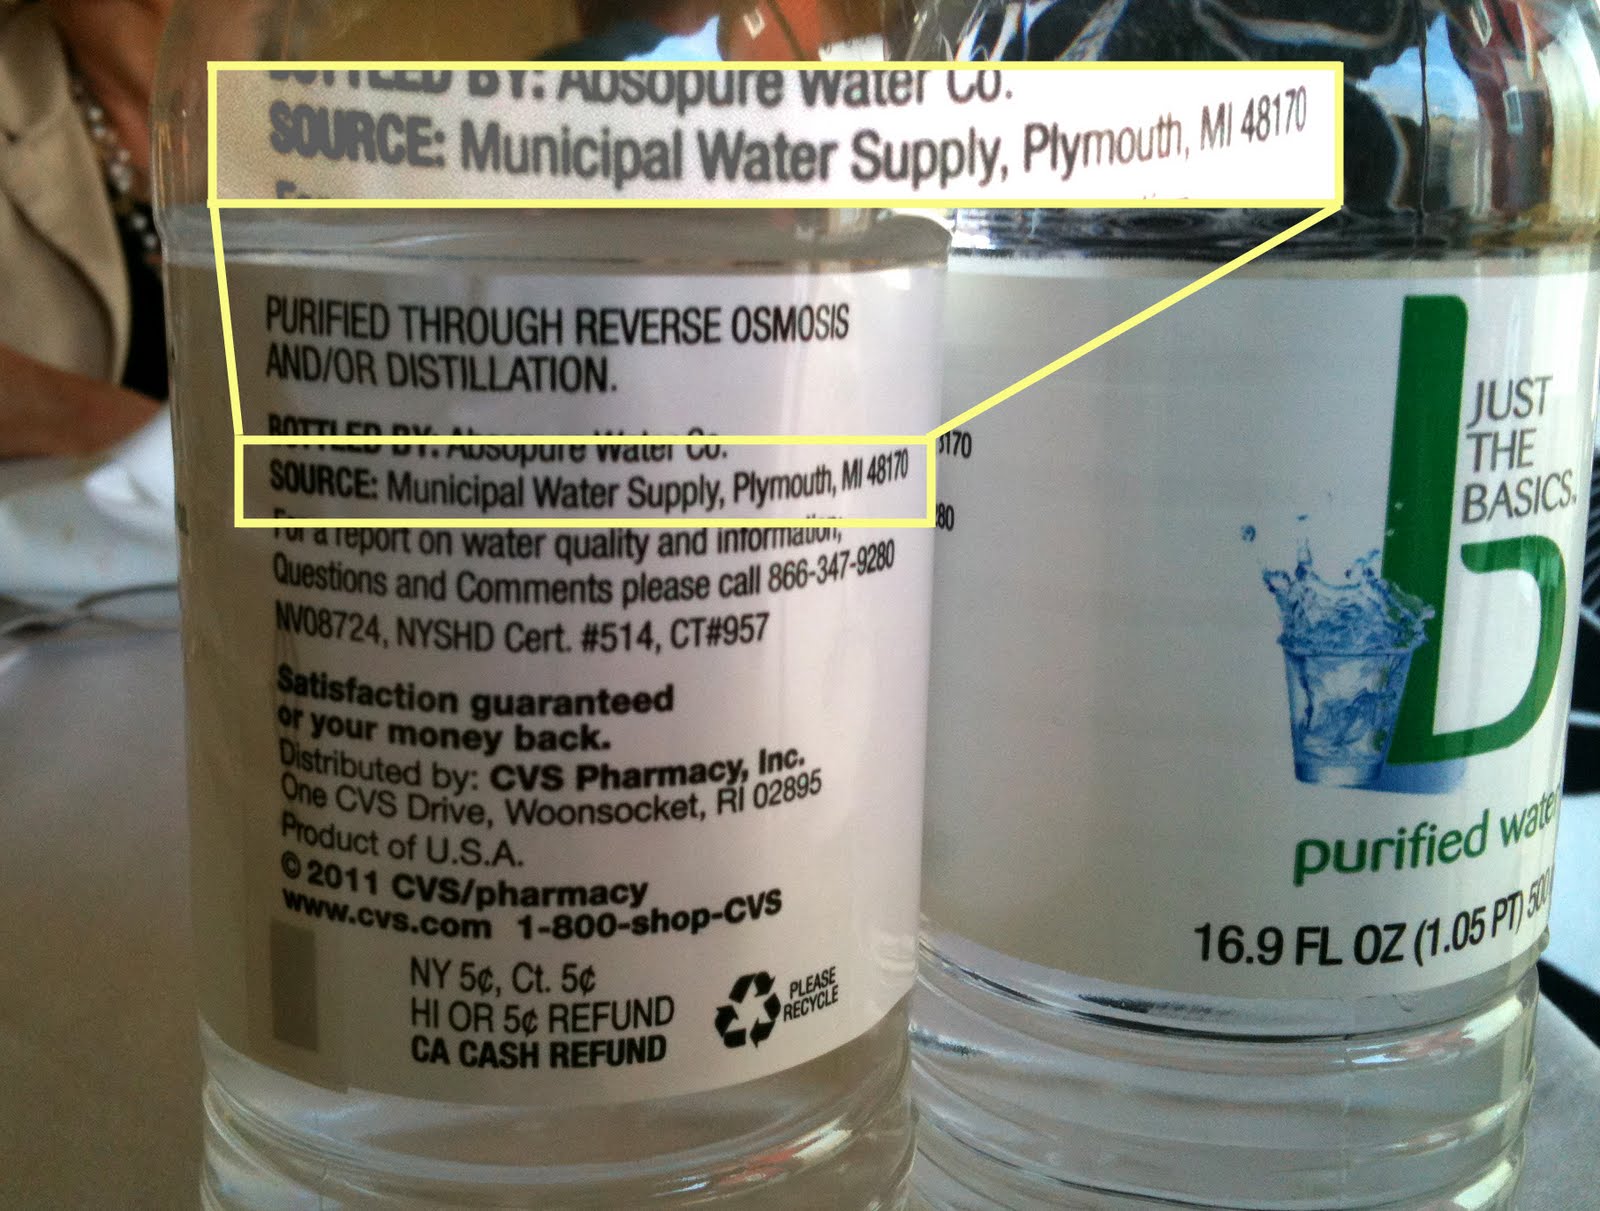 BOTTLED BY: Absopure Water Co.
SOURCE: Municipal Water Supply, Plymouth, MI 48170
PURIFIED THROUGH REVERSE OSMOSIS
AND/OR DISTILLATION.
BOTTLED BY: Absopure Water Co.
SOURCE: Municipal Water Supply, Plymouth, MI 48170
For a report on water quality and information,
Questions and Comments please call 866-347-9280
NV08724, NYSHD Cert. #514, CT#957
Satisfaction guaranteed
or your money back.
Distributed by: CVS Pharmacy, Inc.
One CVS Drive, Woonsocket, RI 02895
Product of U.S.A.
© 2011 CVS/pharmacy
www.cvs.com 1-800-shop-CVS
NY 5¢, Ct. 5¢
HI OR 5¢ REFUND
CA CASH REFUND
PLEASE
RECYCLE
8170
280
b
JUST
THE
BASICS.
purified water
16.9 FL OZ (1.05 PT) 500